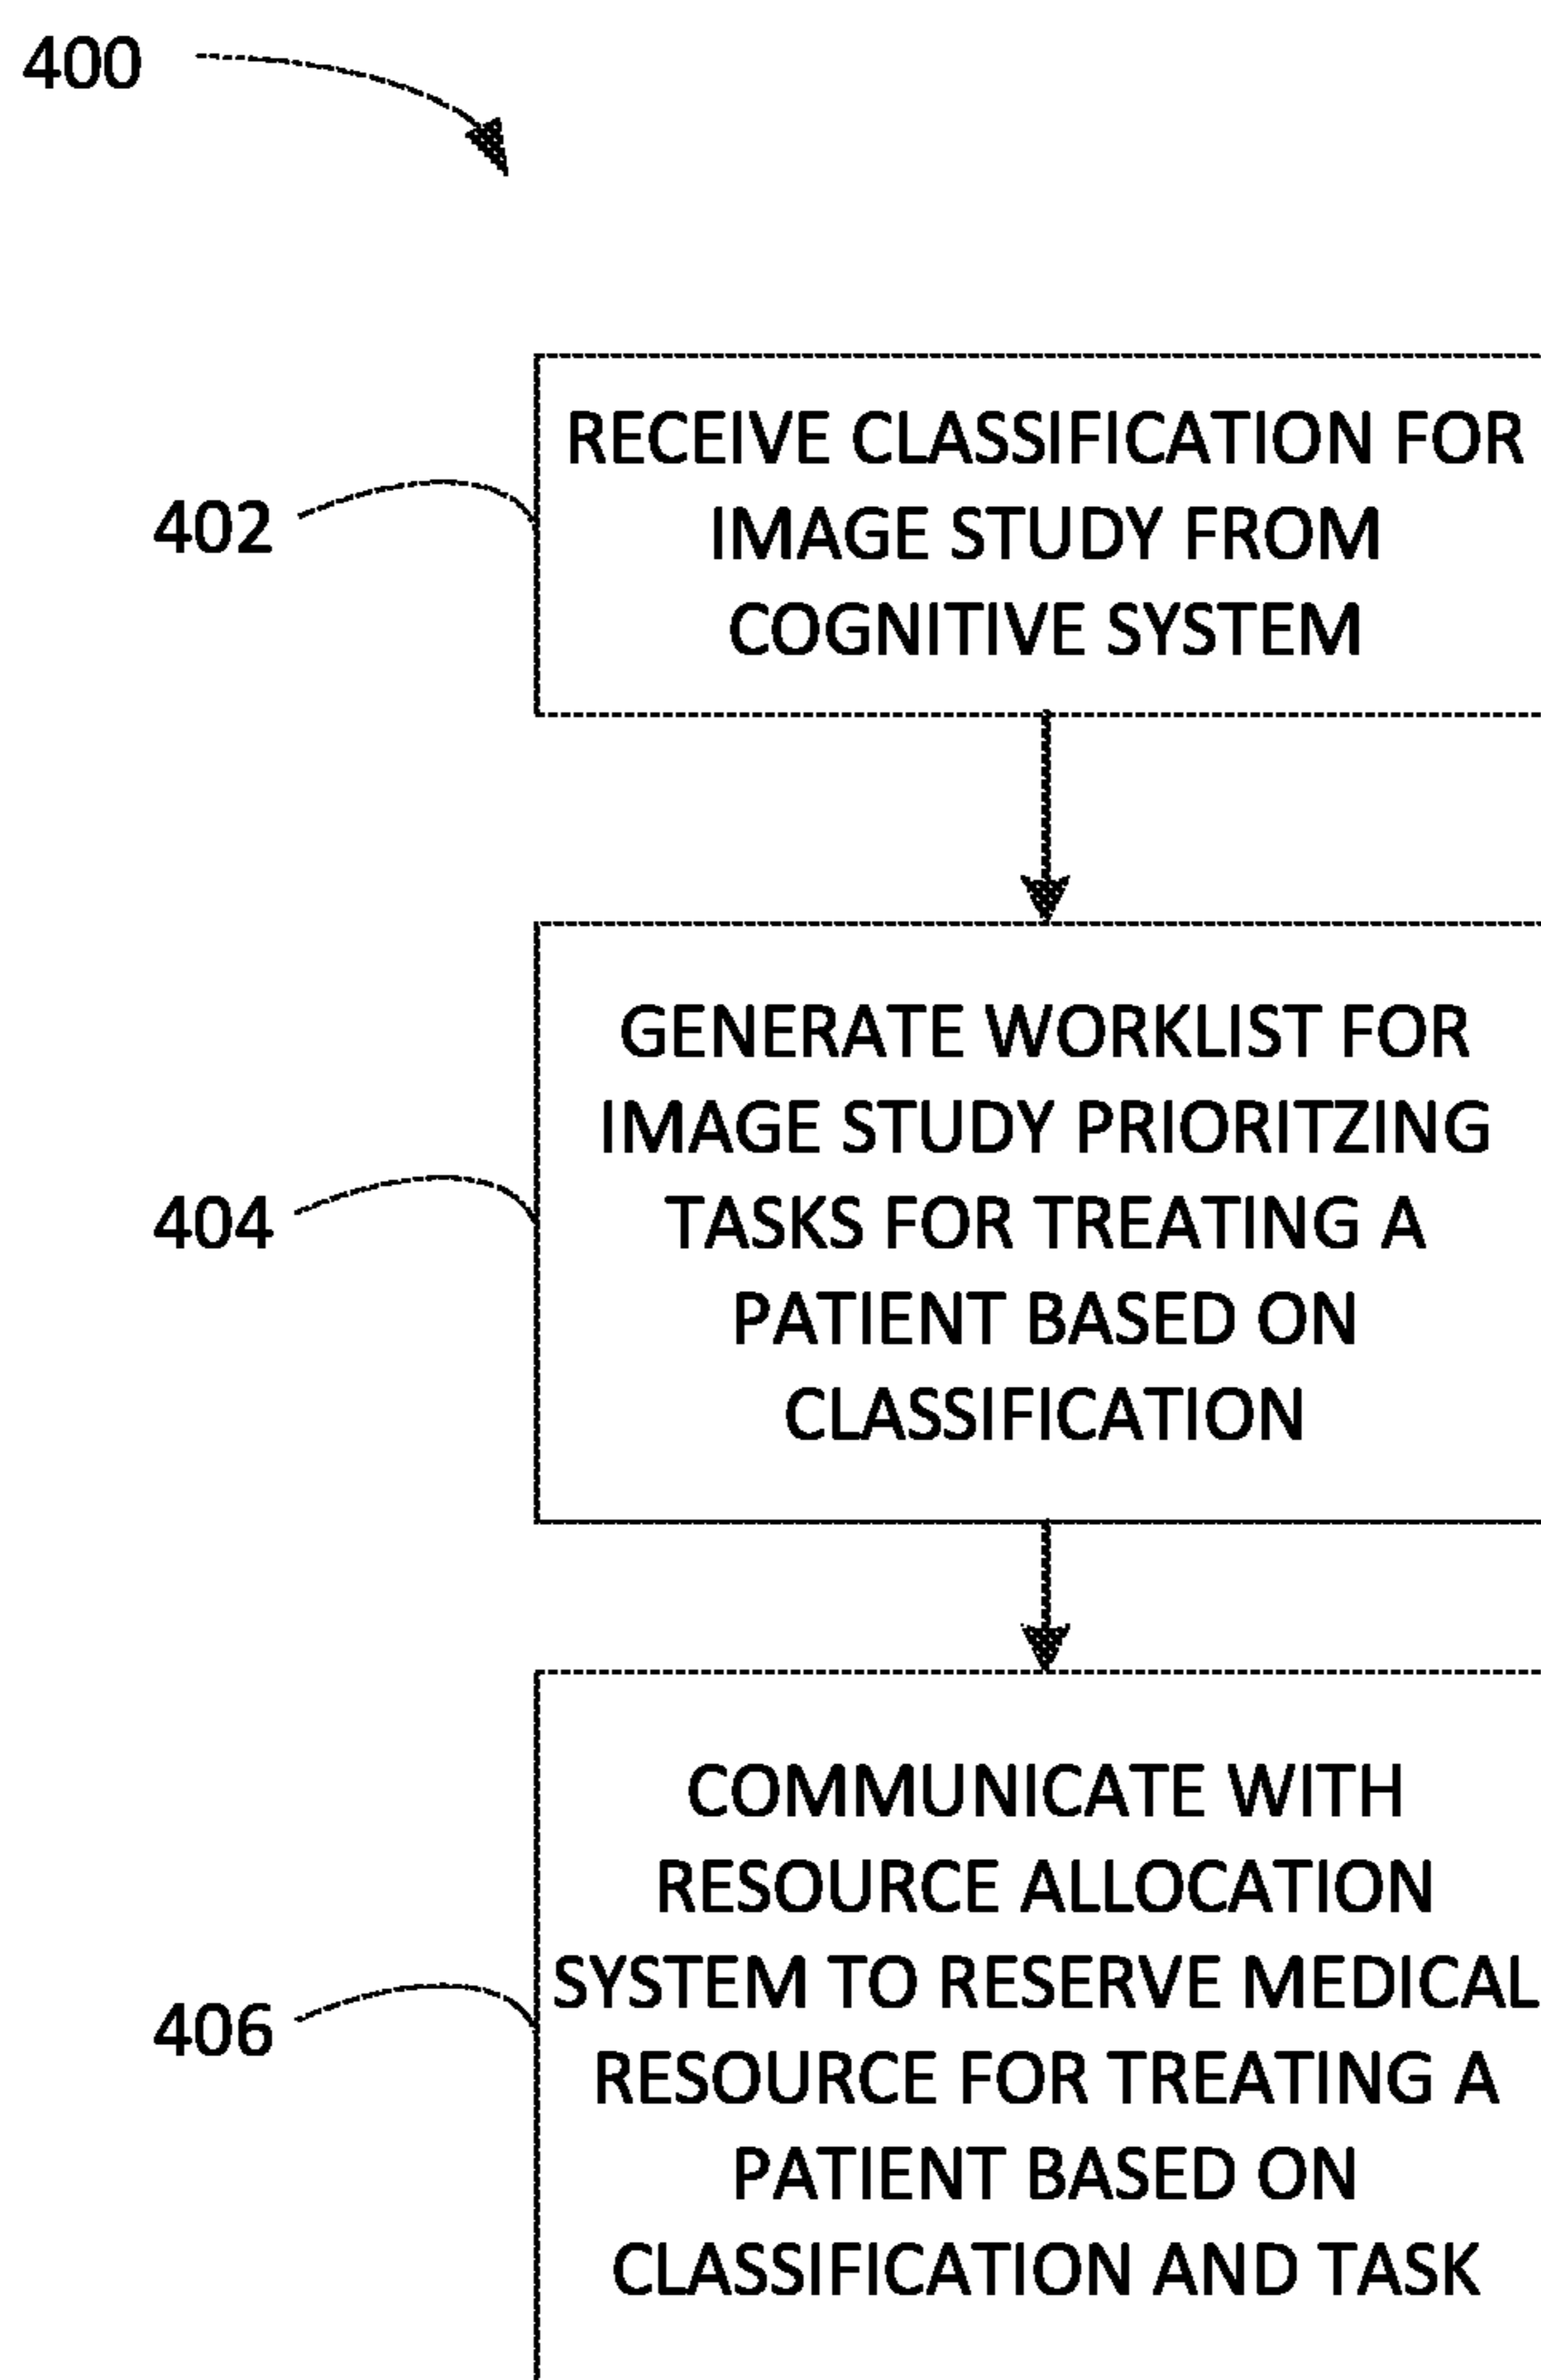 400
402
RECEIVE CLASSIFICATION FOR
IMAGE STUDY FROM
COGNITIVE SYSTEM
404
GENERATE WORKLIST FOR
IMAGE STUDY PRIORITZING
TASKS FOR TREATING A
PATIENT BASED ON
CLASSIFICATION
406
COMMUNICATE WITH
RESOURCE ALLOCATION
SYSTEM TO RESERVE MEDICAL
RESOURCE FOR TREATING A
PATIENT BASED ON
CLASSIFICATION AND TASK